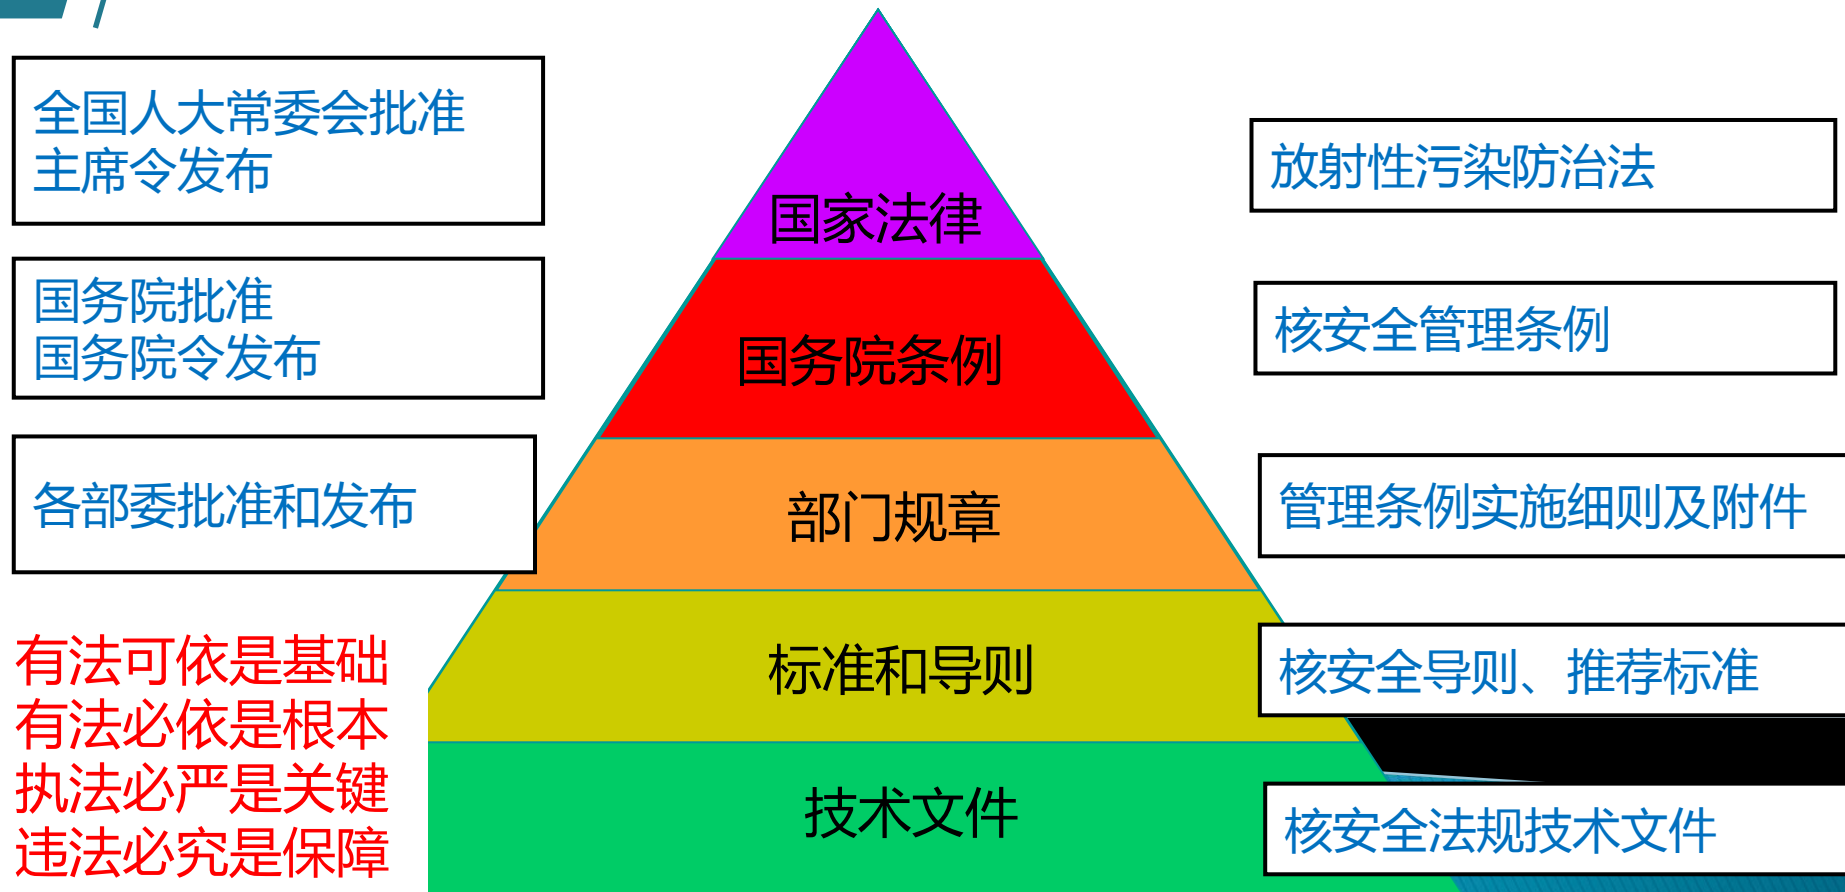 全国人大常委会批准
主席令发布
国家法律
放射性污染防治法
国务院批准
国务院令发布
国务院条例
核安全管理条例
各部委批准和发布
部门规章
管理条例实施细则及附件
标准和导则
核安全导则、推荐标准
技术文件
核安全法规技术文件
有法可依是基础
有法必依是根本
执法必严是关键
违法必究是保障